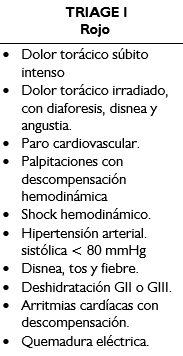 TRIAGE I
Rojo
• Dolor torácico súbito
intenso
• Dolor torácico irradiado,
con diaforesis, disnea y
angustia.
• Paro cardiovascular.
• Palpitaciones con
descompensación
hemodinámica
• Shock hemodinámico.
• Hipertensión arterial.
sistólica < 80 mmHg
• Disnea, tos y fiebre.
• Deshidratación GII o GIII.
• Arritmias cardíacas con
descompensación.
• Quemadura eléctrica.